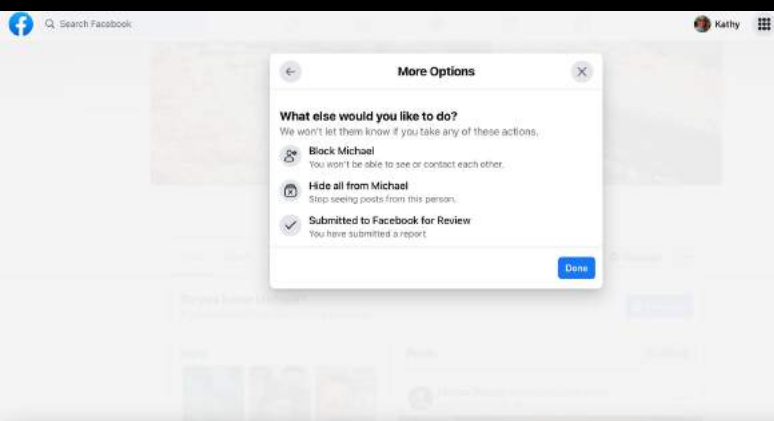 Search Facebook
Kathy
More Options
What else would you like to do?
We won't let them know if you take any of these actions.
Block Michael
You won't be able to see or contact each other.
Hide all from Michael
Stop seeing posts from this person.
Submitted to Facebook for Review
You have submitted a report
Done